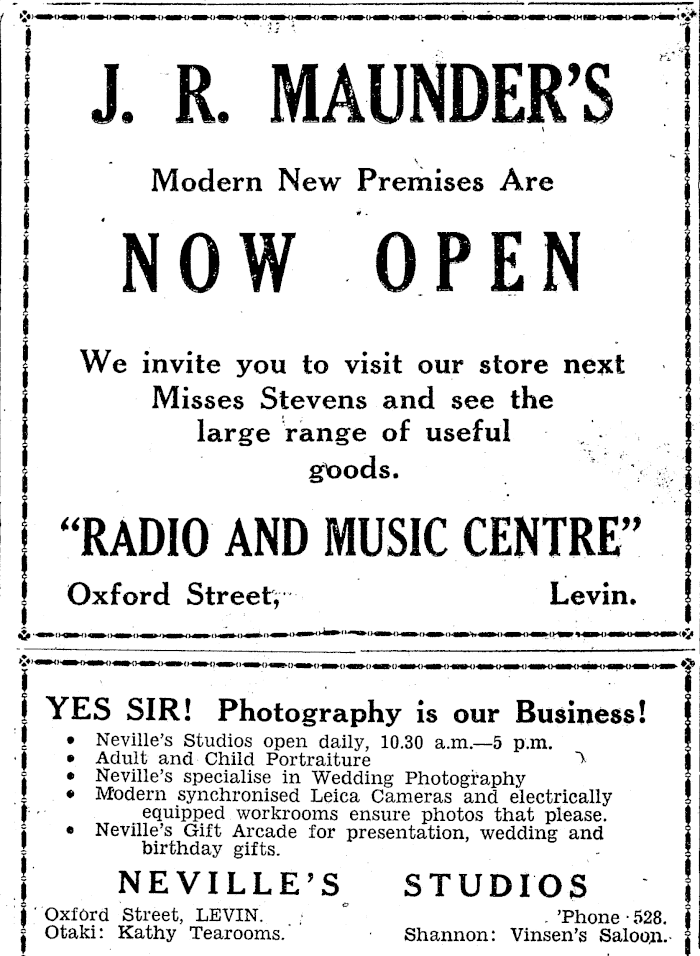 J. R. MAUNDER'S
Modern New Premises Are
NOW OPEN
We invite you to visit our store next
Misses Stevens and see the
large range of useful
goods.
"RADIO AND MUSIC CENTRE"
Oxford Street, Levin.
YES SIR! Photography is our Business!
• Neville's Studios open daily, 10.30 a.m.—5 p.m.
• Adult and Child Portraiture
• Neville's specialise in Wedding Photography
• Modern synchronised Leica Cameras and electrically
equipped workrooms ensure photos that please.
• Neville's Gift Arcade for presentation, wedding and
birthday gifts.
NEVILLE'S STUDIOS
Oxford Street, LEVIN. 'Phone 528.
Otaki: Kathy Tearooms. Shannon: Vinsen's Saloon.